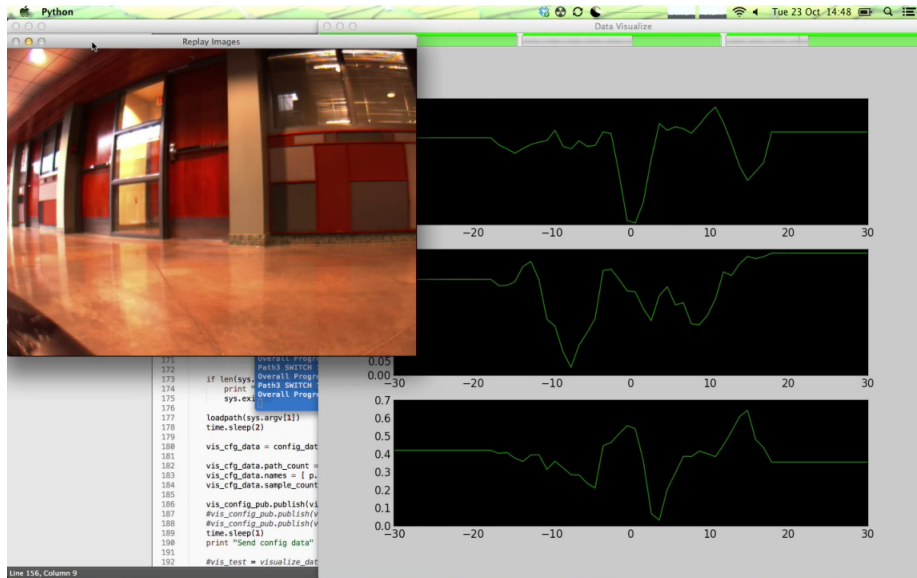 Python
Tue 23 Oct 14:48
Data Visualize
Replay Images
−20 −10 0 10 20 30
0.05
0.00
−30 −20 −10 0 10 20 30
0.7
0.6
0.5
0.4
0.3
0.2
0.1
0.0
−30 −20 −10 0 10 20 30
Overall Progr
Path3 SWITCH
Overall Progr
Path3 SWITCH
Overall Progr
171
172
173 if len(sys.
174 print "
175 sys.exi
176
177 loadpath(sys.argv[1])
178 time.sleep(2)
179
180 vis_cfg_data = config_dat
181
182 vis_cfg_data.path_count =
183 vis_cfg_data.names = [ p.
184 vis_cfg_data.sample_count
185
186 vis_config_pub.publish(vi
187 #vis_config_pub.publish(v
188 #vis_config_pub.publish(v
189 time.sleep(1)
190 print "Send config data"
191
192 #vis_test = visualize_dat
Line 156, Column 9